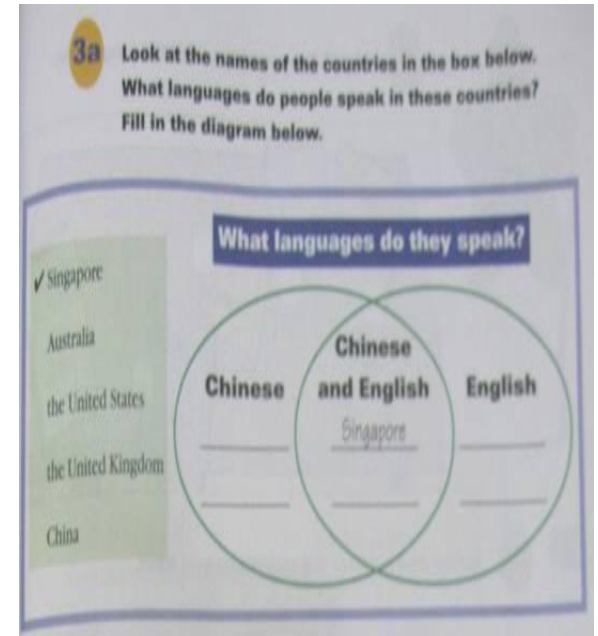 3a
Look at the names of the countries in the box below.
What languages do people speak in these countries?
Fill in the diagram below.
What languages do they speak?
✓ Singapore
Australia
the United States
the United Kingdom
China
Chinese
Chinese
and English
Singapore
English